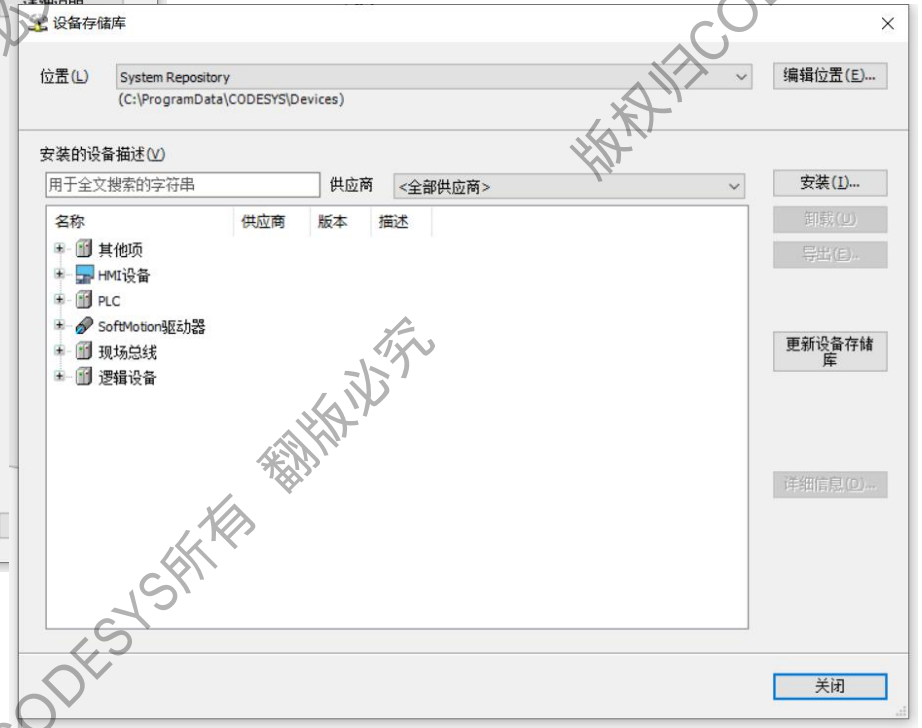 设备存储库
位置(L) System Repository 编辑位置(E)...
(C:\ProgramData\CODESYS\Devices)
安装的设备描述(V)
用于全文搜索的字符串 供应商 <全部供应商> 安装(I)...
名称 供应商 版本 描述 卸载(U)
其他项 导出(E)..
HMI设备
PLC
SoftMotion驱动器
现场总线 更新设备存储库
逻辑设备
详细信息(D)...
关闭
版权归CO
CODESYS所有 翻版必究